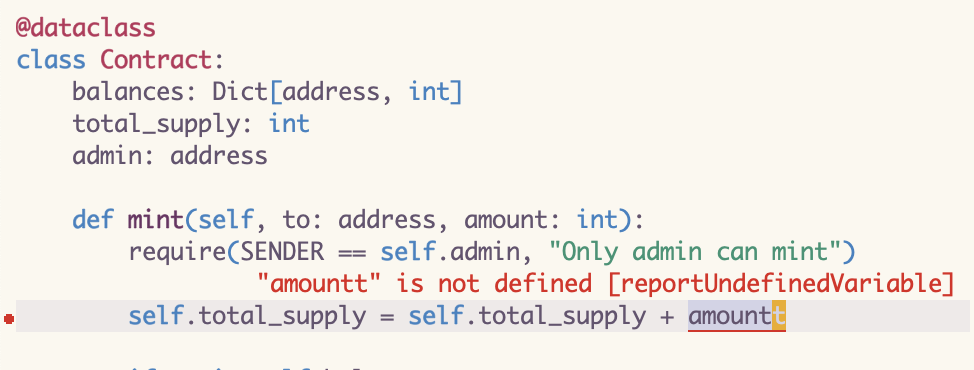 @dataclass
class Contract:
    balances: Dict[address, int]
    total_supply: int
    admin: address

    def mint(self, to: address, amount: int):
        require(SENDER == self.admin, "Only admin can mint")
                 "amountt" is not defined [reportUndefinedVariable]
        self.total_supply = self.total_supply + amountt